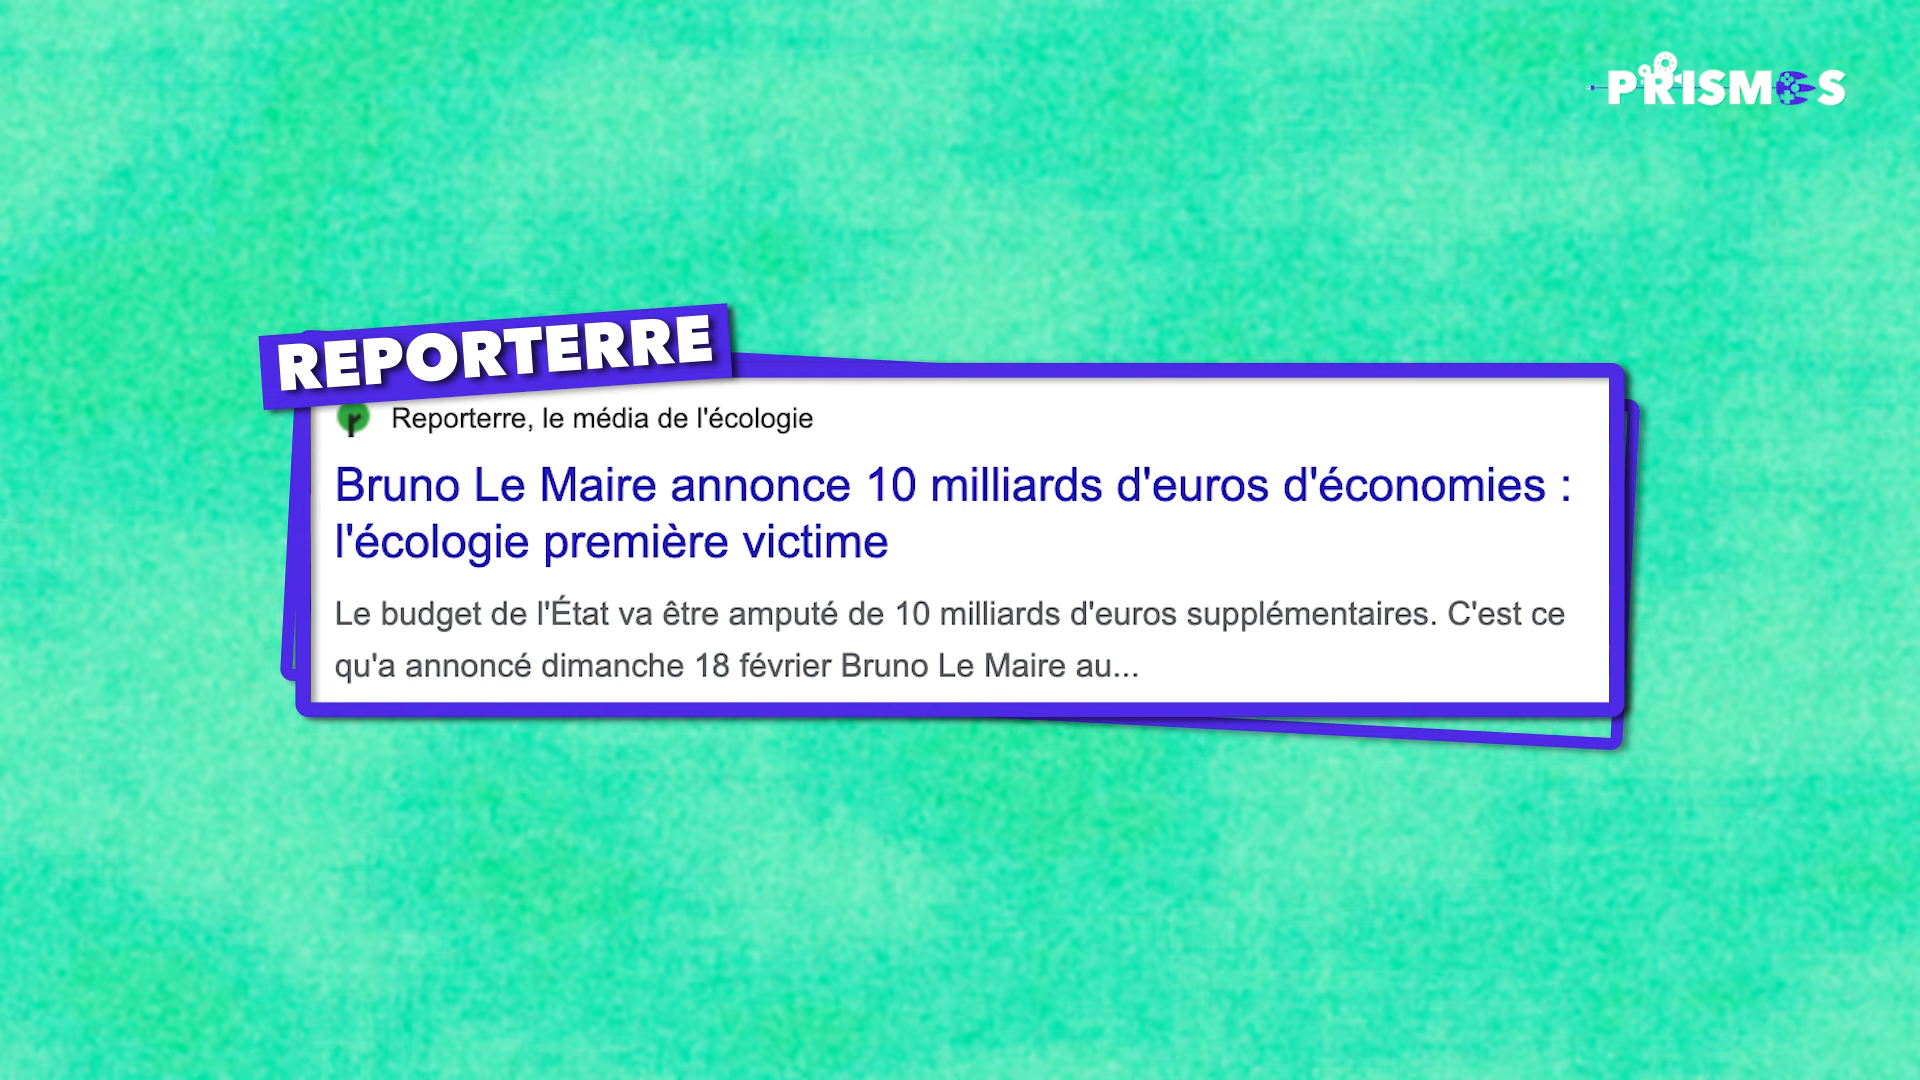 PRISMES
REPORTERRE
Reporterre, le média de l'écologie
Bruno Le Maire annonce 10 milliards d'euros d'économies :
l'écologie première victime
Le budget de l'État va être amputé de 10 milliards d'euros supplémentaires. C'est ce
qu'a annoncé dimanche 18 février Bruno Le Maire au...